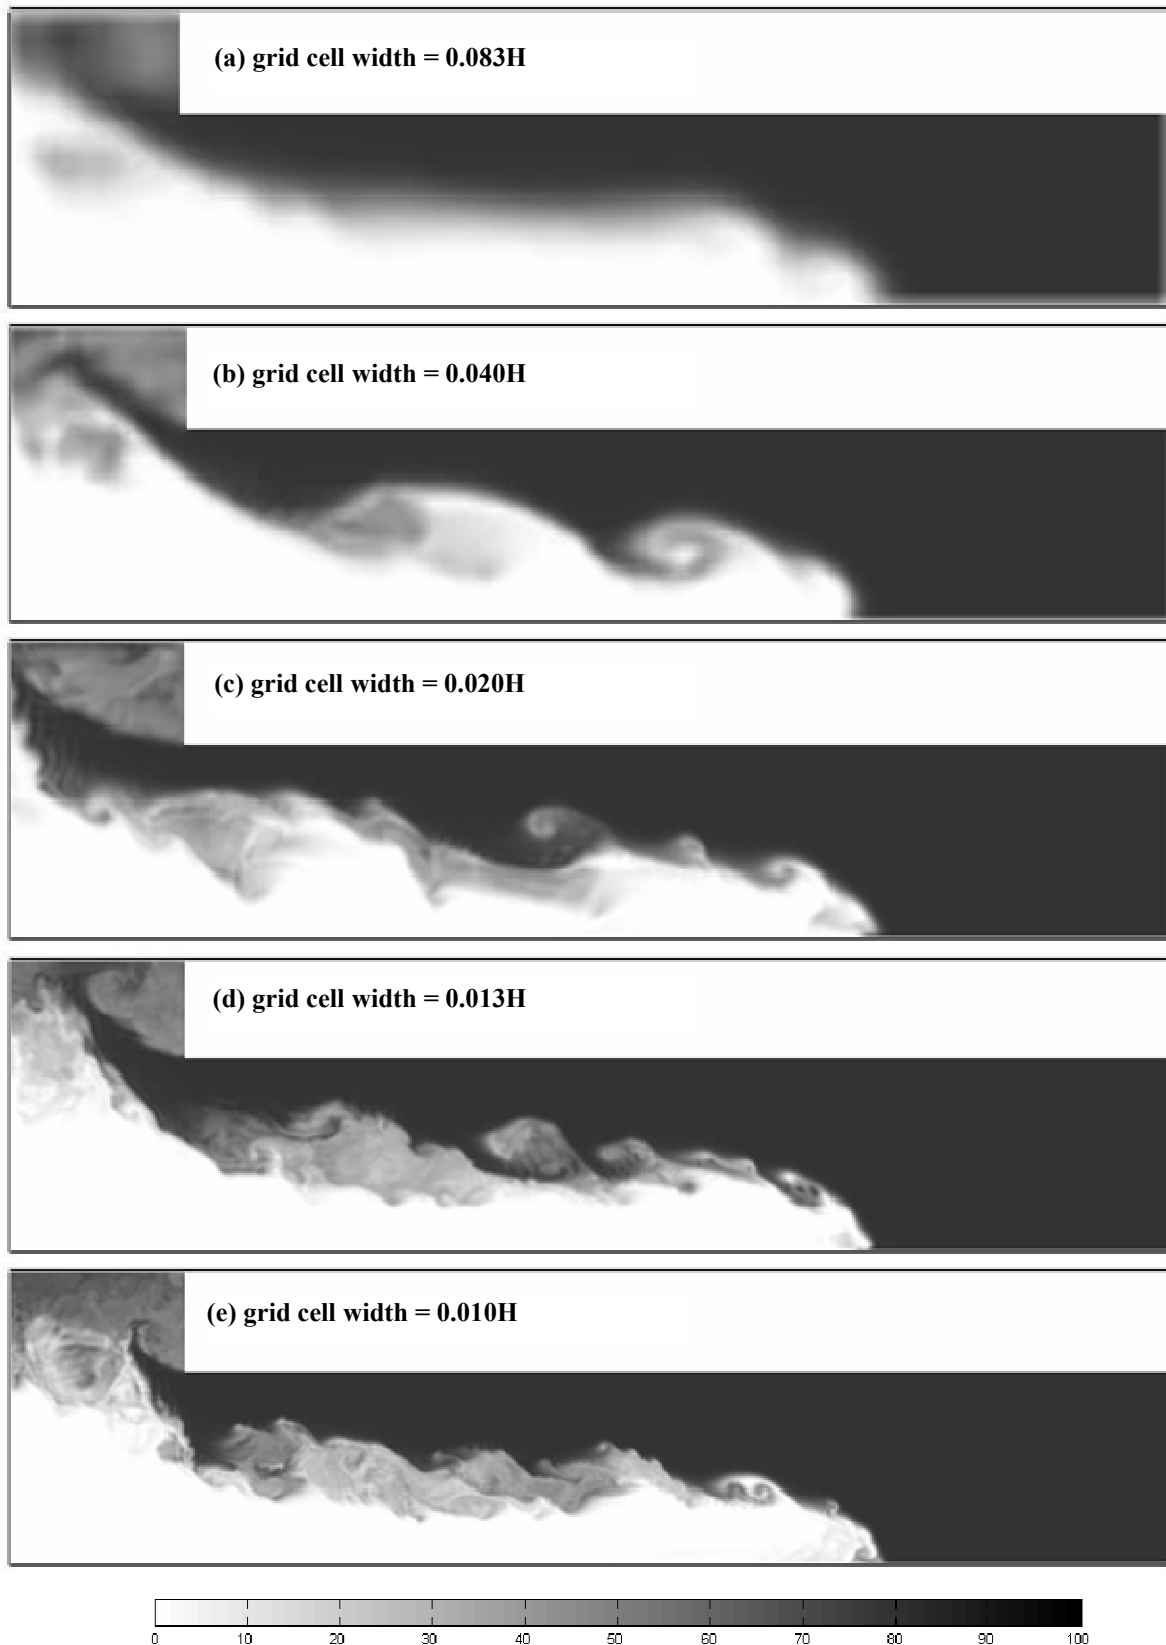 (a) grid cell width = 0.083H
(b) grid cell width = 0.040H
(c) grid cell width = 0.020H
(d) grid cell width = 0.013H
(e) grid cell width = 0.010H
0 10 20 30 40 50 60 70 80 90 100